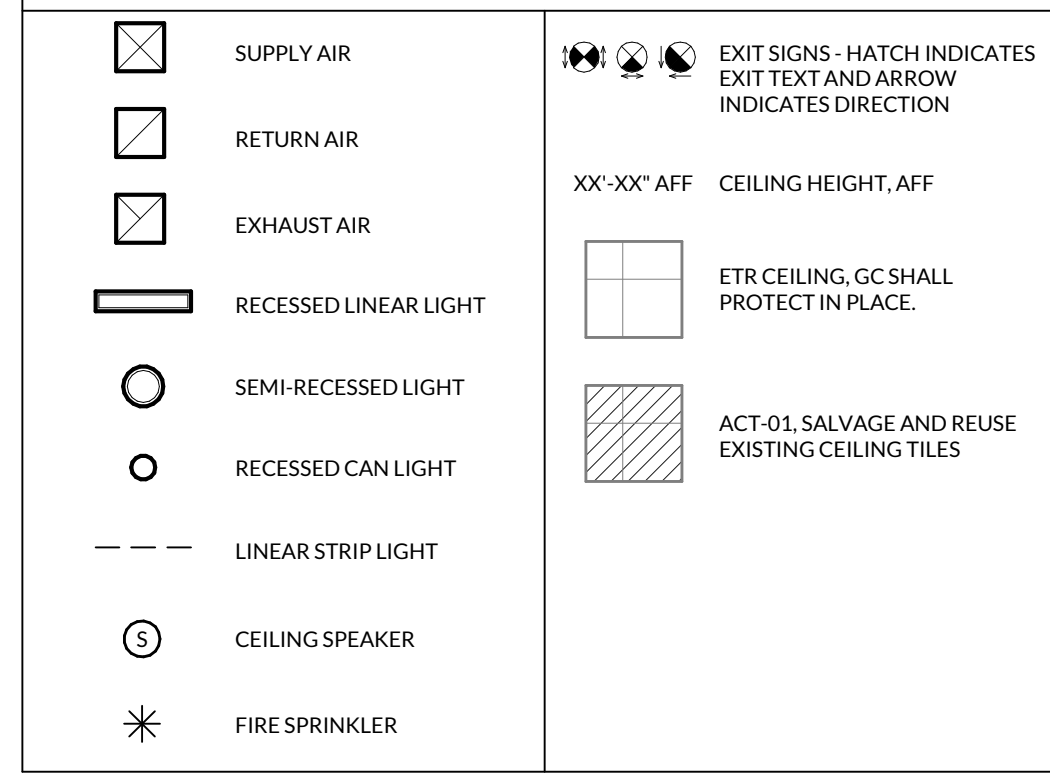 SUPPLY AIR
RETURN AIR
EXHAUST AIR
RECESSED LINEAR LIGHT
SEMI-RECESSED LIGHT
RECESSED CAN LIGHT
LINEAR STRIP LIGHT
S
CEILING SPEAKER
FIRE SPRINKLER
EXIT SIGNS - HATCH INDICATES
EXIT TEXT AND ARROW
INDICATES DIRECTION
XX'-XX" AFF
CEILING HEIGHT, AFF
ETR CEILING, GC SHALL
PROTECT IN PLACE.
ACT-01, SALVAGE AND REUSE
EXISTING CEILING TILES